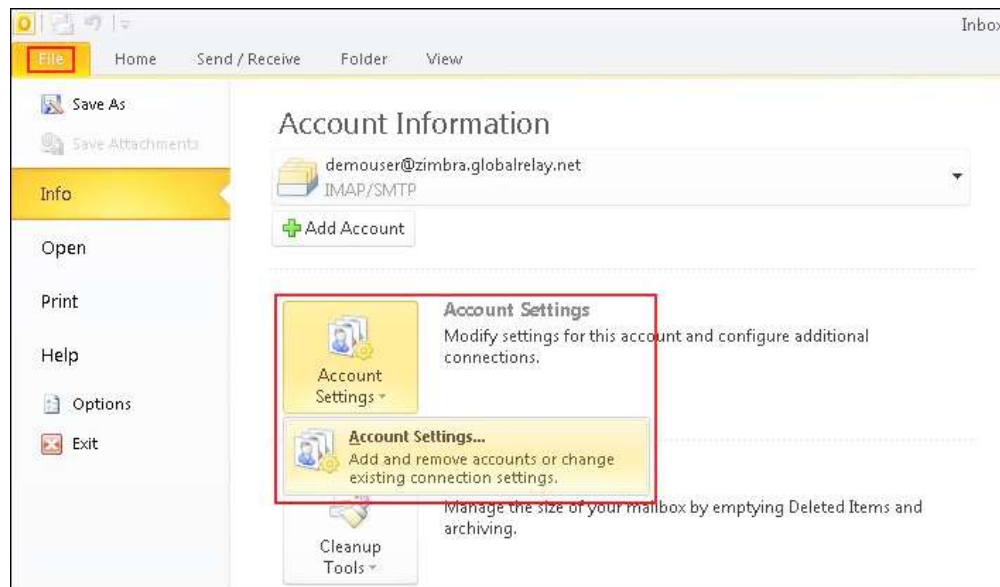 Inbox
File Home Send / Receive Folder View
Save As
Save Attachments
Info
Open
Print
Help
Options
Exit
Account Information
demouser@zimbra.globalrelay.net
IMAP/SMTP
Add Account
Account
Settings
Account Settings
Modify settings for this account and configure additional
connections.
Account Settings...
Add and remove accounts or change
existing connection settings.
Cleanup
Tools
Manage the size of your mailbox by emptying Deleted Items and
archiving.